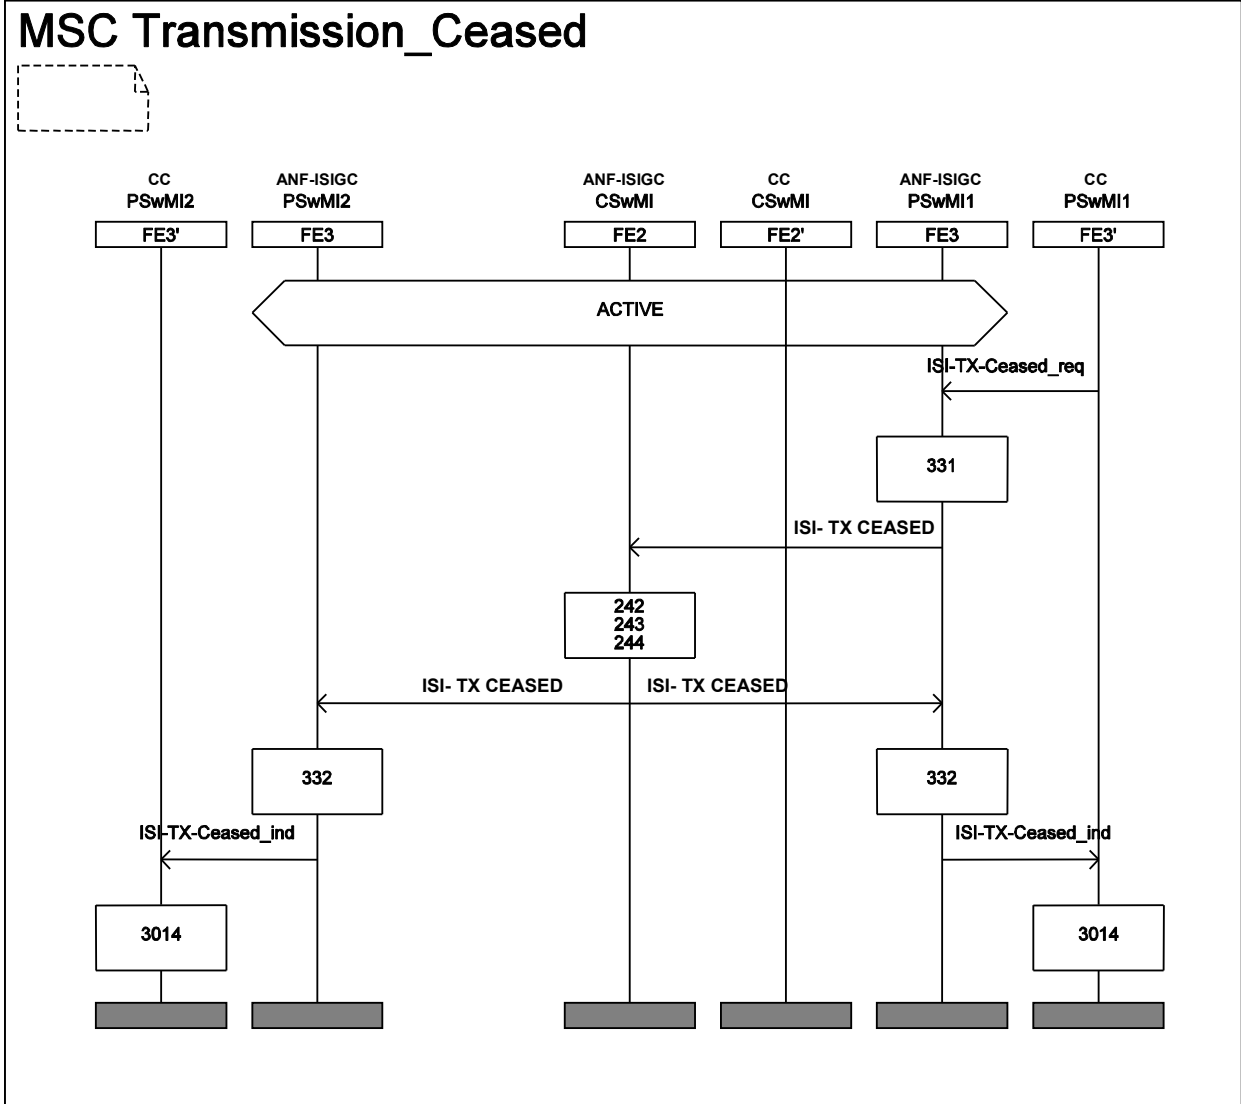 MSC Transmission_Ceased
CC ANF-ISIGC ANF-ISIGC CC ANF-ISIGC CC
PSwMI2 PSwMI2 CSwMI CSwMI PSwMI1 PSwMI1
FE3' FE3 FE2 FE2' FE3 FE3'
ACTIVE
ISI-TX-Ceased_req
331
ISI- TX CEASED
242
243
244
ISI- TX CEASED ISI- TX CEASED
332 332
ISI-TX-Ceased_ind ISI-TX-Ceased_ind
3014 3014